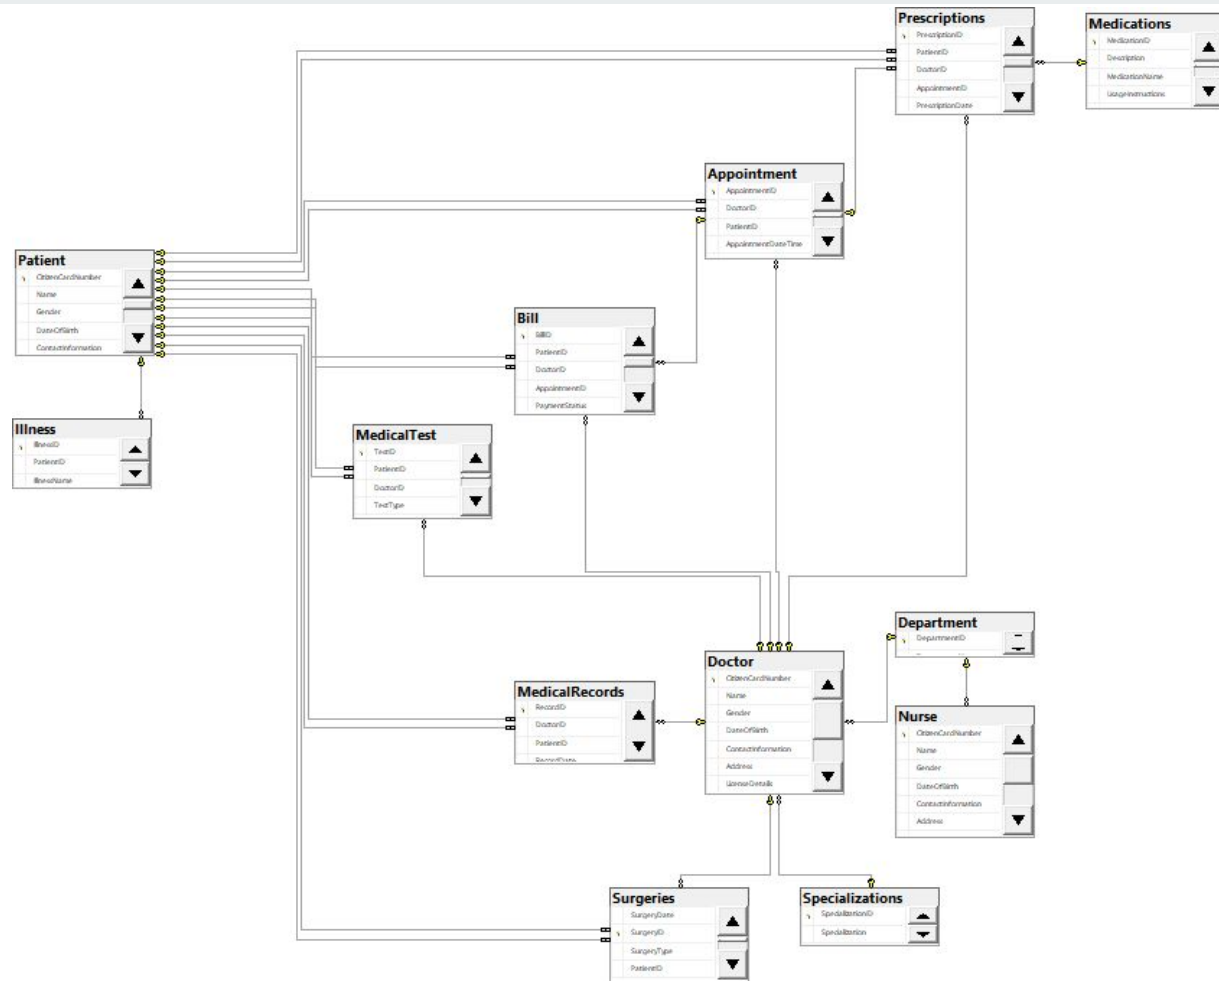 Prescriptions
PrescriptionID
PatientID
DoctorID
AppointmentID
PrescriptionDate
Medications
MedicationID
Description
MedicationName
UsageInstructions
Appointment
AppointmentID
DoctorID
PatientID
AppointmentDateTime
Patient
CitizenCardNumber
Name
Gender
DateOfBirth
ContactInformation
Bill
BillID
PatientID
DoctorID
AppointmentID
PaymentStatus
Illness
IllnessID
PatientID
IllnessName
MedicalTest
TestID
PatientID
DoctorID
TestType
Department
DepartmentID
Doctor
CitizenCardNumber
Name
Gender
DateOfBirth
ContactInformation
Address
LicenseDetails
MedicalRecords
RecordID
DoctorID
PatientID
RecordDate
Nurse
CitizenCardNumber
Name
Gender
DateOfBirth
ContactInformation
Address
Surgeries
SurgeryDate
SurgeryID
SurgeryType
PatientID
Specializations
SpecializationID
Specialization